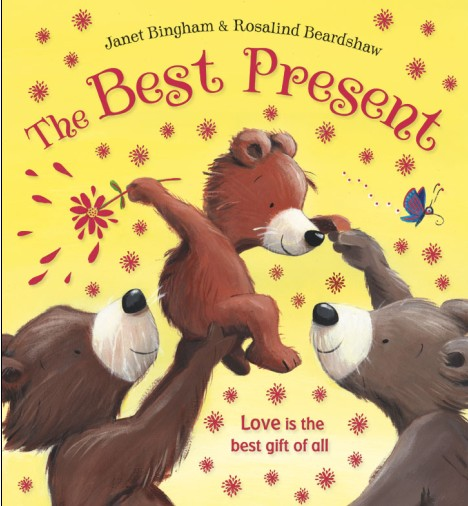 Janet Bingham & Rosalind Beardshaw
The Best Present
Love is the
best gift of all